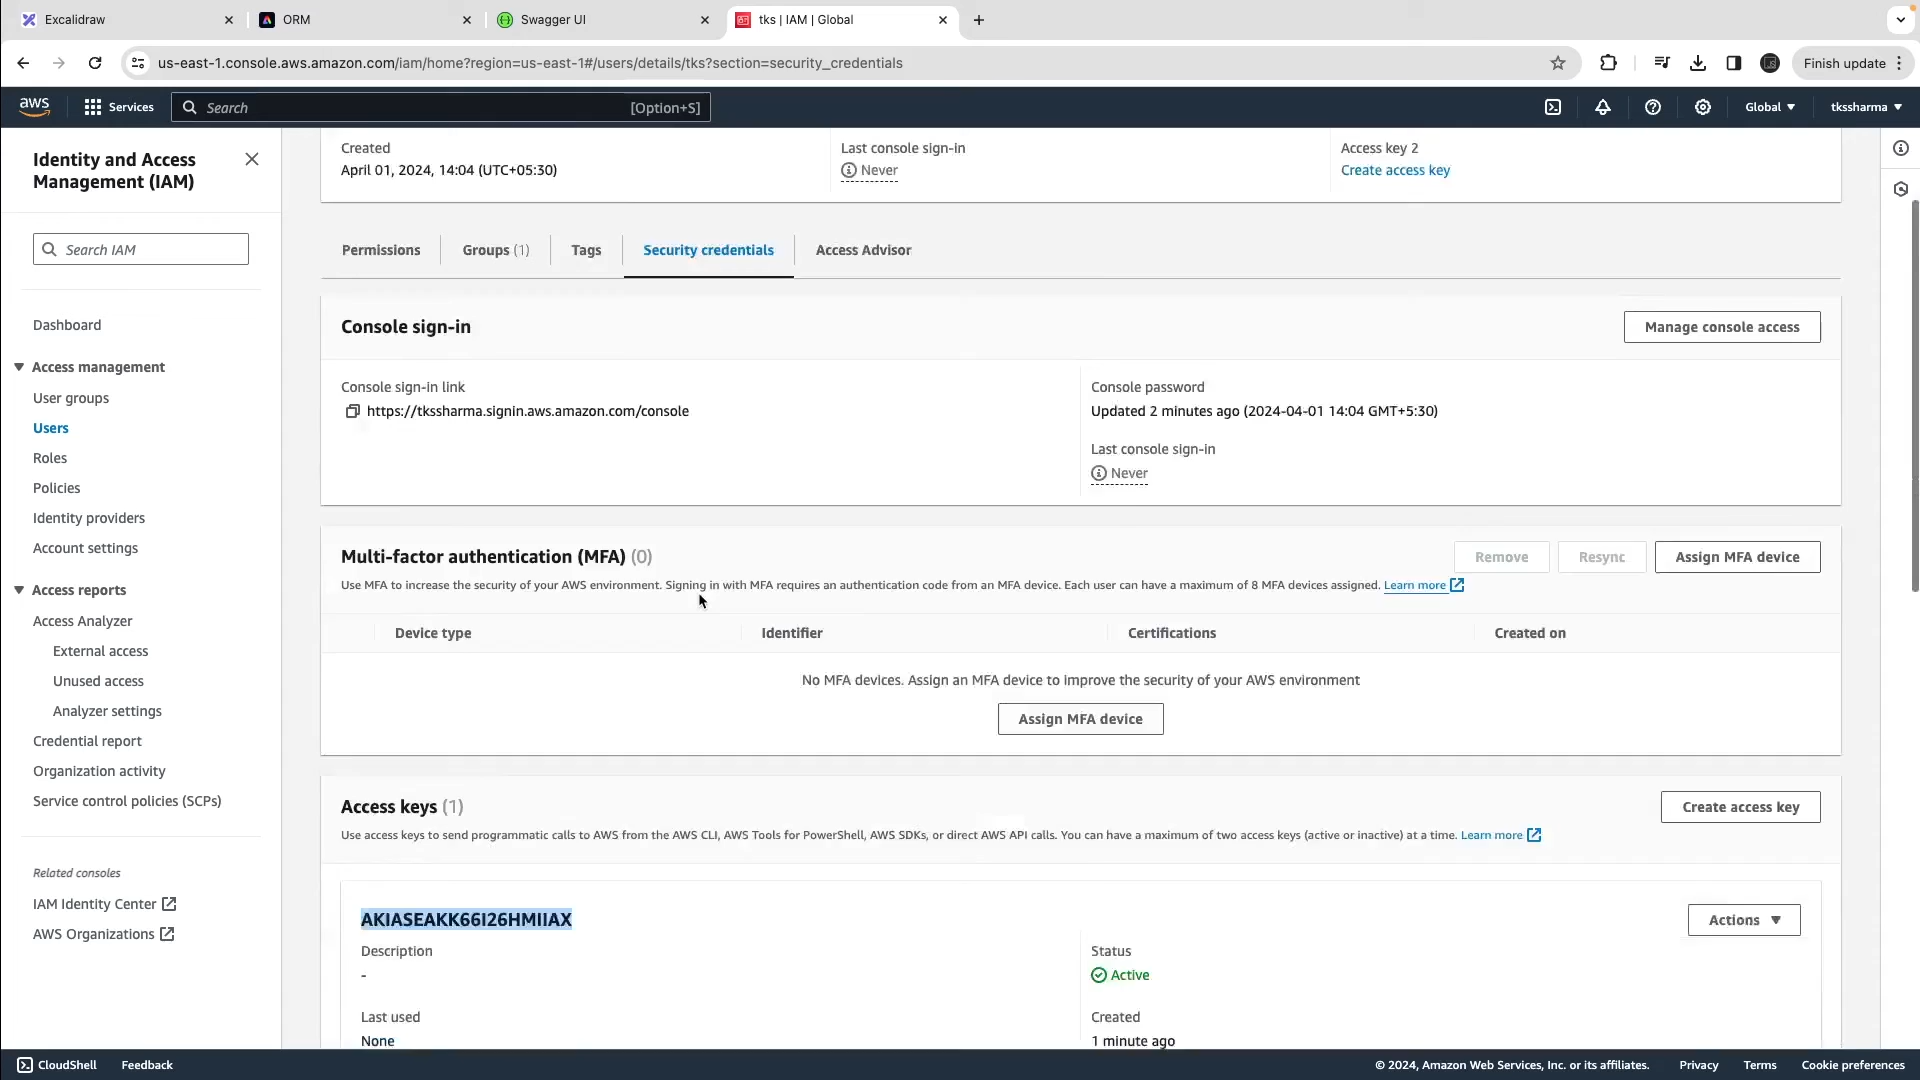 Excalidraw
ORM
Swagger UI
tks | IAM | Global
us-east-1.console.aws.amazon.com/iam/home?region=us-east-1#/users/details/tks?section=security_credentials
Finish update
aws
Services
Search
[Option+S]
Global
tkssharma
Identity and Access
Management (IAM)
Search IAM
Dashboard
Access management
User groups
Users
Roles
Policies
Identity providers
Account settings
Access reports
Access Analyzer
External access
Unused access
Analyzer settings
Credential report
Organization activity
Service control policies (SCPs)
Related consoles
IAM Identity Center
AWS Organizations
Created
April 01, 2024, 14:04 (UTC+05:30)
Last console sign-in
Never
Access key 2
Create access key
Permissions
Groups (1)
Tags
Security credentials
Access Advisor
Console sign-in
Manage console access
Console sign-in link
https://tkssharma.signin.aws.amazon.com/console
Console password
Updated 2 minutes ago (2024-04-01 14:04 GMT+5:30)
Last console sign-in
Never
Multi-factor authentication (MFA) (0)
Remove
Resync
Assign MFA device
Use MFA to increase the security of your AWS environment. Signing in with MFA requires an authentication code from an MFA device. Each user can have a maximum of 8 MFA devices assigned. Learn more
Device type
Identifier
Certifications
Created on
No MFA devices. Assign an MFA device to improve the security of your AWS environment
Assign MFA device
Access keys (1)
Create access key
Use access keys to send programmatic calls to AWS from the AWS CLI, AWS Tools for PowerShell, AWS SDKs, or direct AWS API calls. You can have a maximum of two access keys (active or inactive) at a time. Learn more
AKIASEAKK66I26HMIIAX
Actions
Description
-
Status
Active
Last used
None
Created
1 minute ago
CloudShell
Feedback
© 2024, Amazon Web Services, Inc. or its affiliates.
Privacy
Terms
Cookie preferences